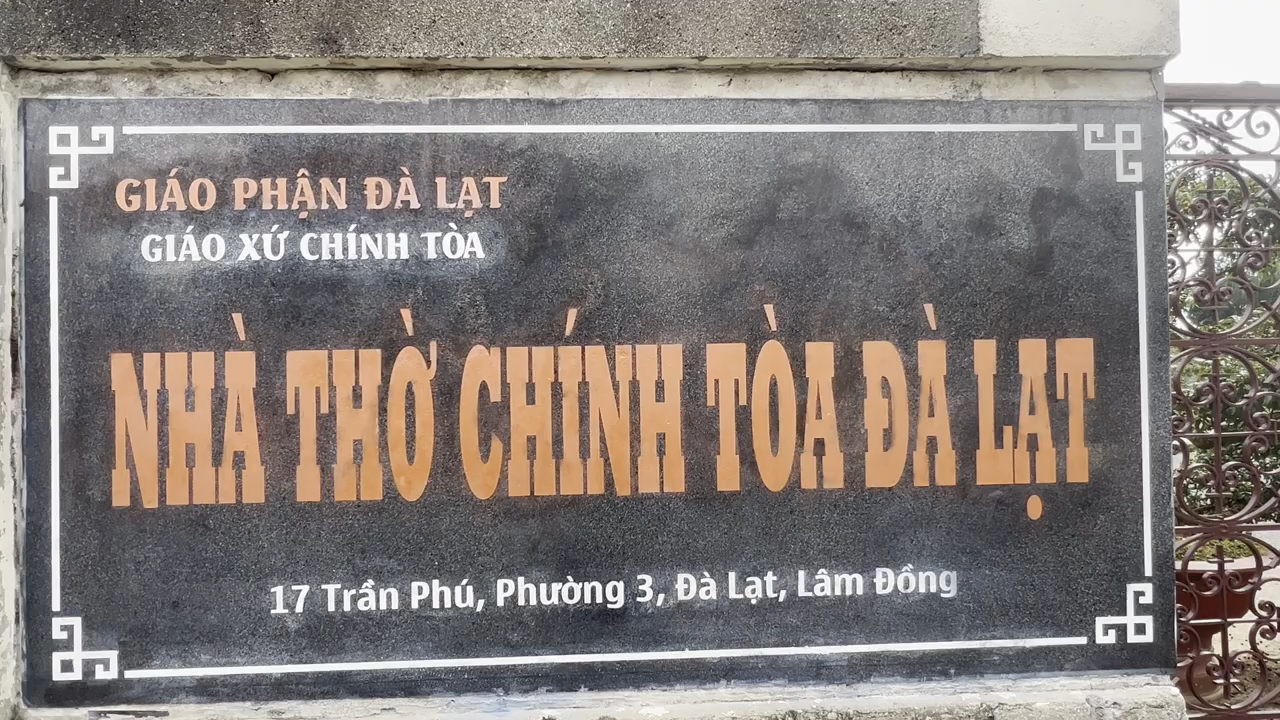 GIÁO PHẬN ĐÀ LẠT
GIÁO XỨ CHÍNH TÒA
NHÀ THỜ CHÍNH TÒA ĐÀ LẠT
17 Trần Phú, Phường 3, Đà Lạt, Lâm Đồng